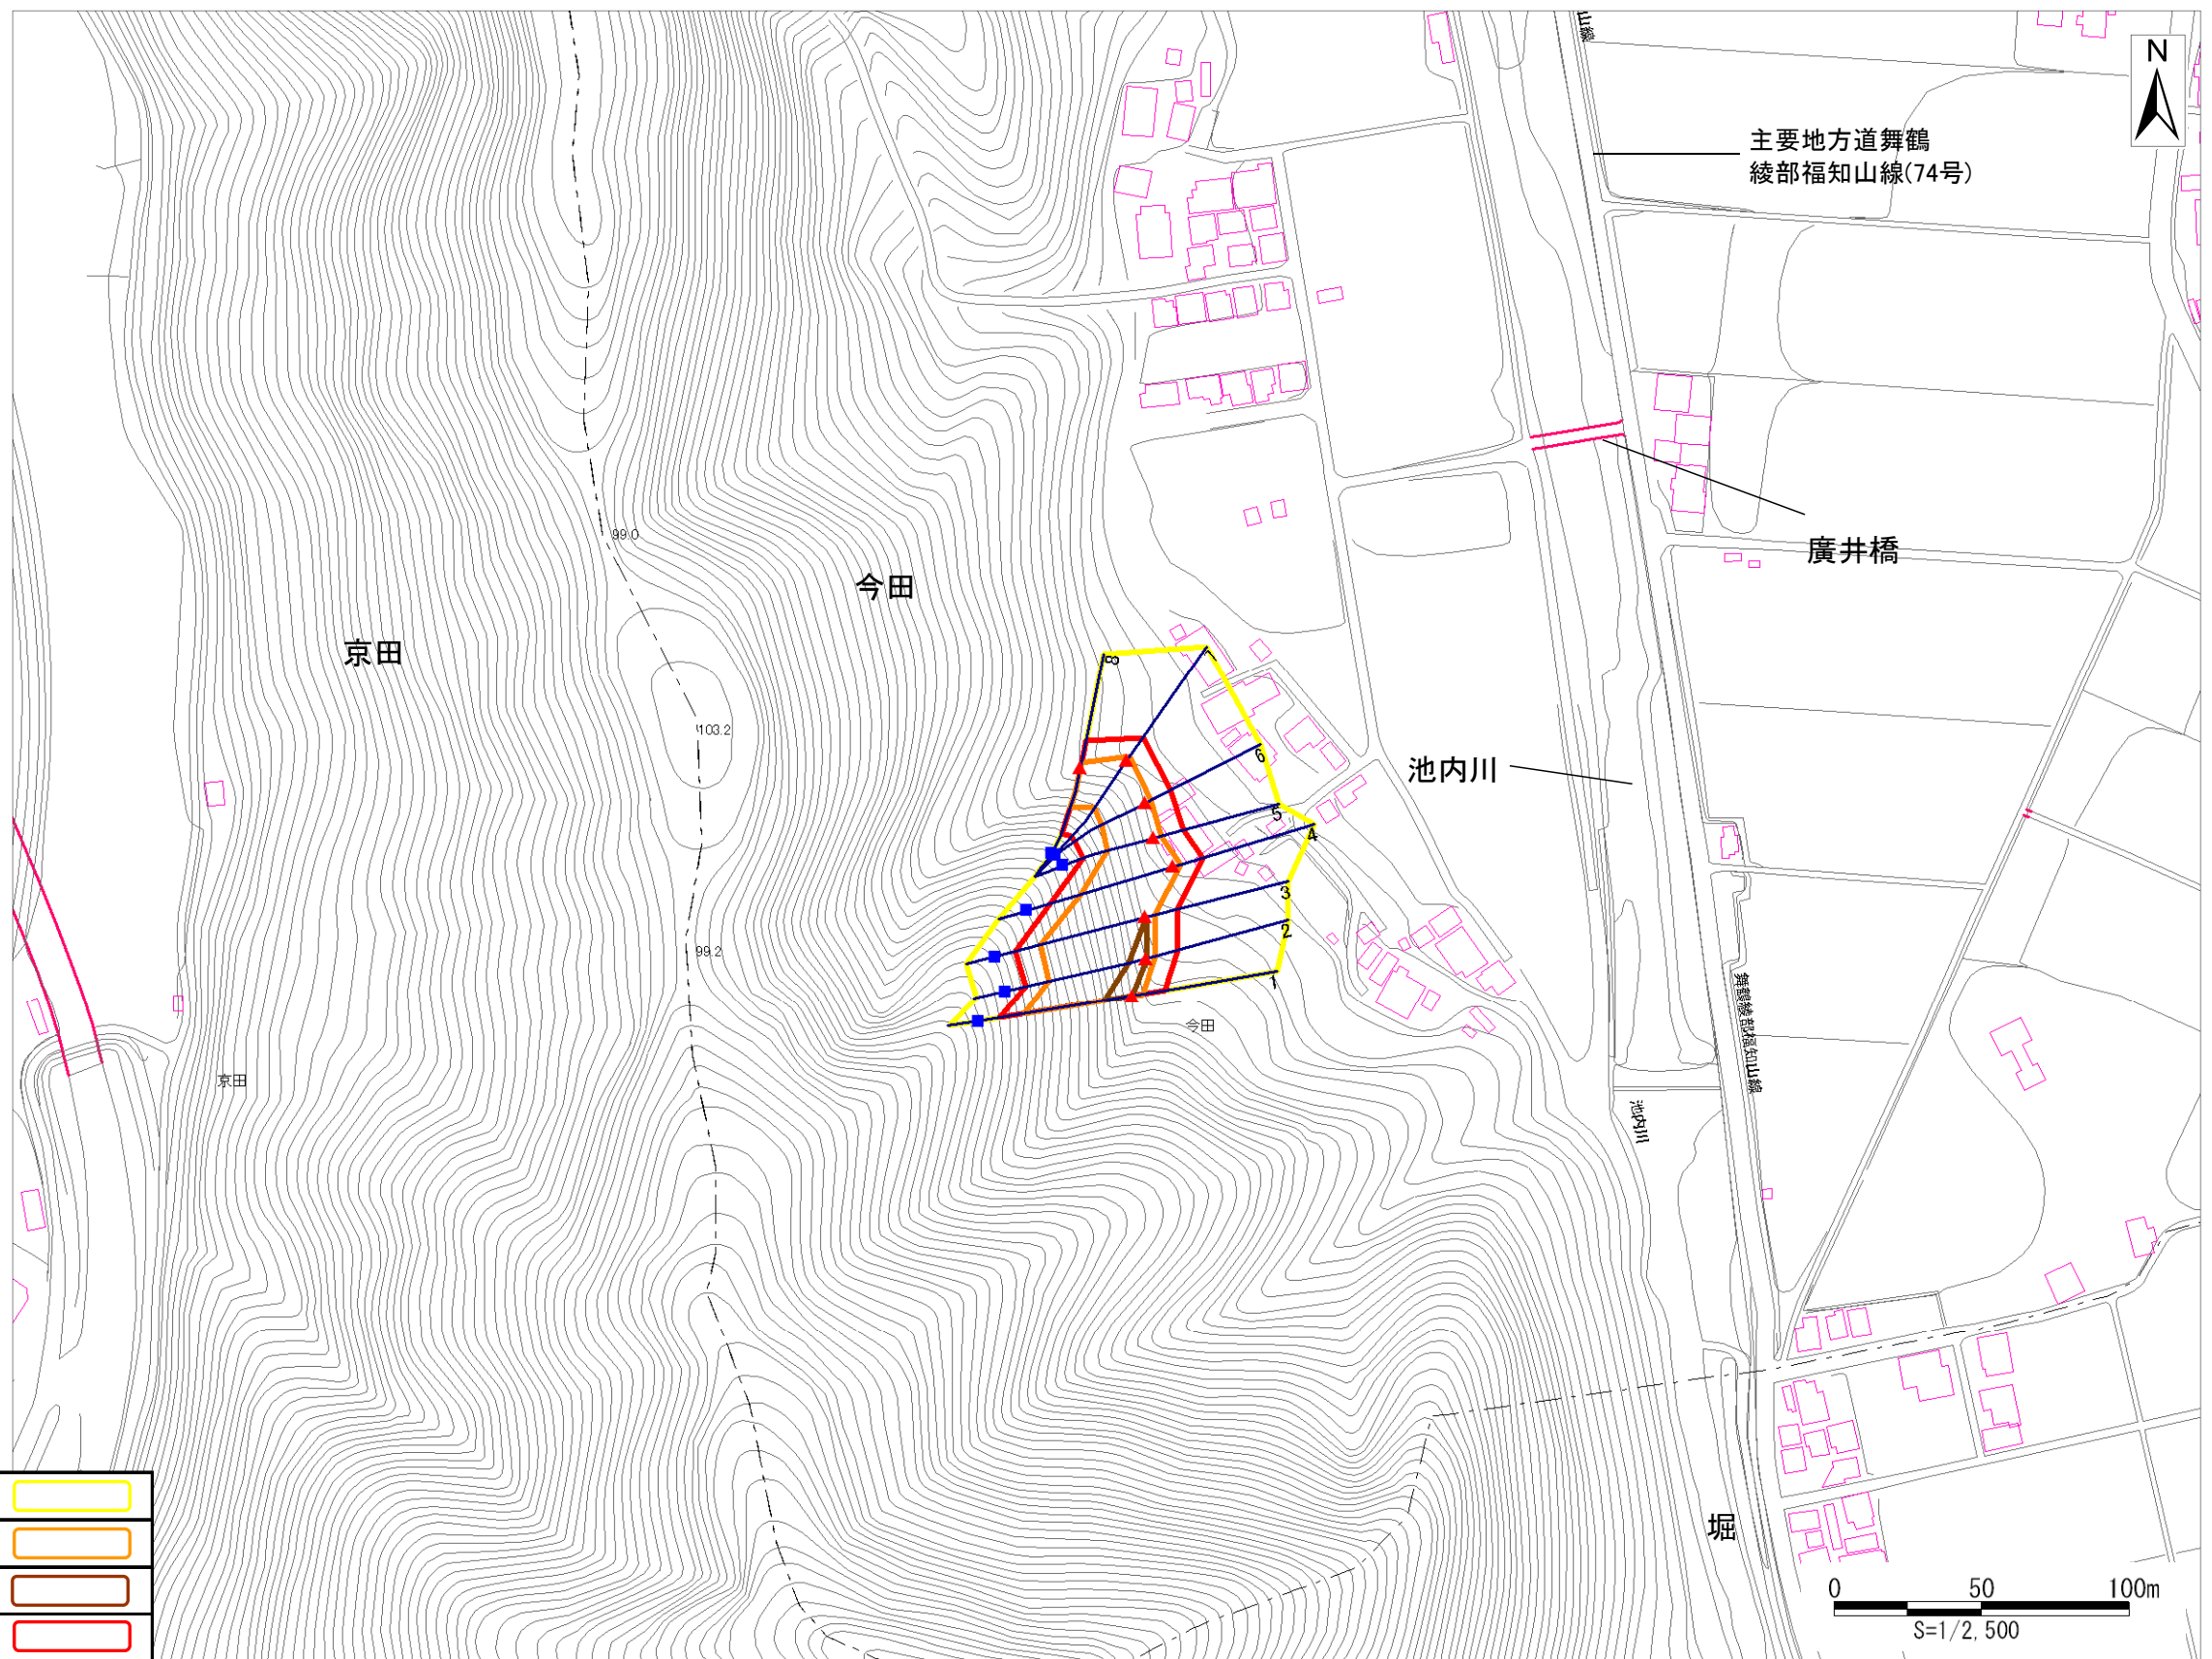 山線
N
主要地方道舞鶴
綾部福知山線(74号)
99.0
廣井橋
今田
京田
8
7
103.2
6
池内川
5
4
3
99.2
2
1
舞鶴綾部福知山線
今田
京田
池内川
堀
0 50 100m
S=1/2,500